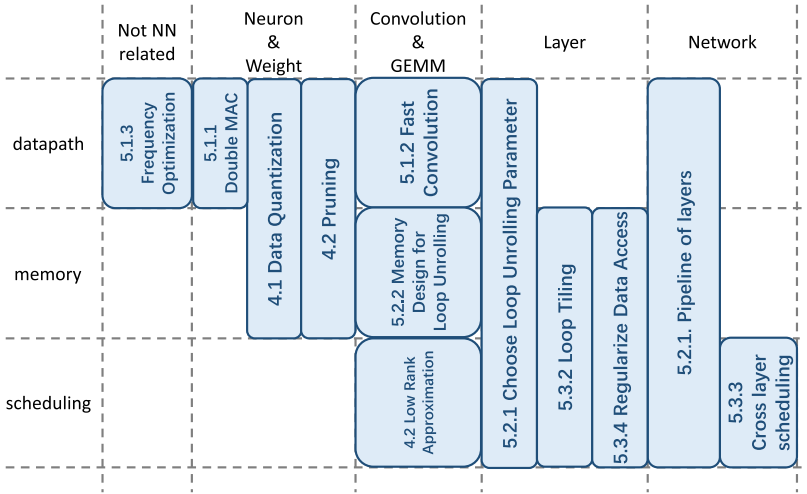 Not NN
related
Neuron
&
Weight
Convolution
&
GEMM
Layer
Network
datapath
memory
scheduling
5.1.3
Frequency
Optimization
5.1.1
Double MAC
4.1 Data Quantization
4.2 Pruning
5.1.2 Fast
Convolution
5.2.2 Memory
Design for
Loop Unrolling
4.2 Low Rank
Approximation
5.2.1 Choose Loop Unrolling Parameter
5.3.2 Loop Tiling
5.3.4 Regularize Data Access
5.2.1. Pipeline of layers
5.3.3
Cross layer
scheduling